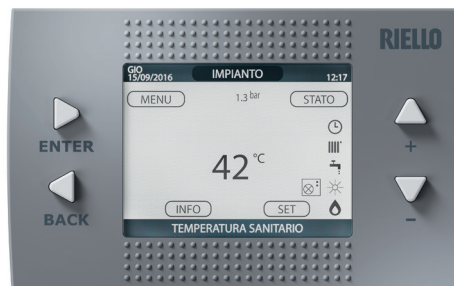 RIELLO
GIO
15/09/2016 IMPIANTO 12:17
MENU 1.3 bar STATO
ENTER
42 °C
+
BACK
-
INFO SET
TEMPERATURA SANITARIO